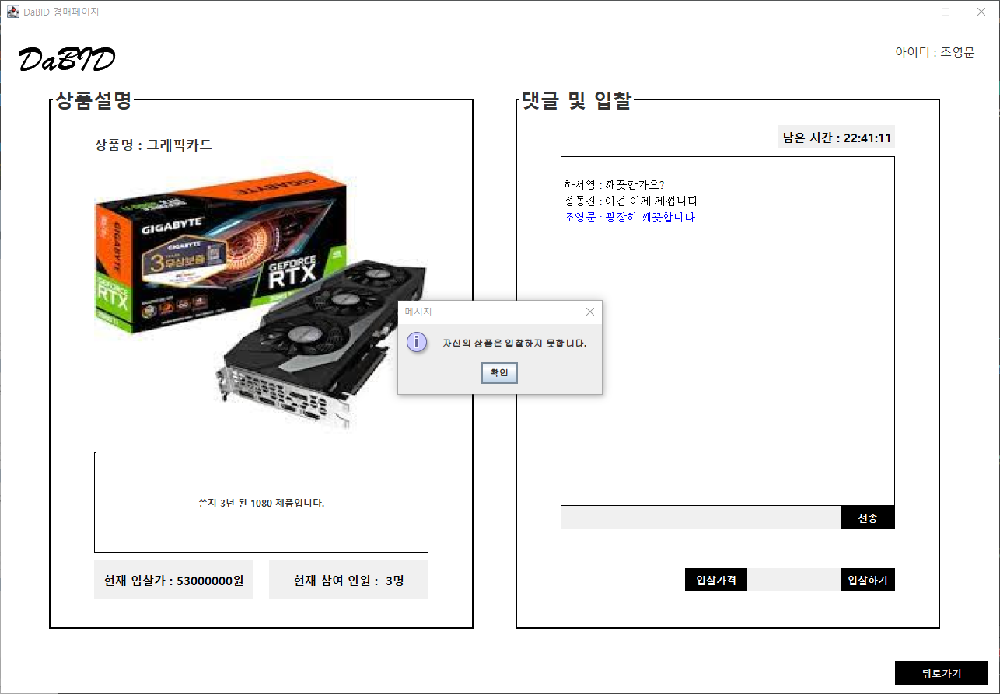 DaBID 경매페이지
DaBID
아이디 : 조영문
상품설명
상품명 : 그래픽카드
GIGABYTE
GIGABYTE
GIGABYTE
GIGABYTE
3
무상보증
GEFORCE
RTX
GEFORCE
RTX
쓴지 3년 된 1080 제품입니다.
현재 입찰가 : 53000000원
현재 참여 인원 : 3명
댓글 및 입찰
남은 시간 : 22:41:11
하서영 : 깨끗한가요?
정동진 : 이건 이제 제껍니다
조영문 : 굉장히 깨끗합니다.
메시지
자신의 상품은 입찰하지 못합니다.
확인
전송
입찰가격
입찰하기
뒤로가기